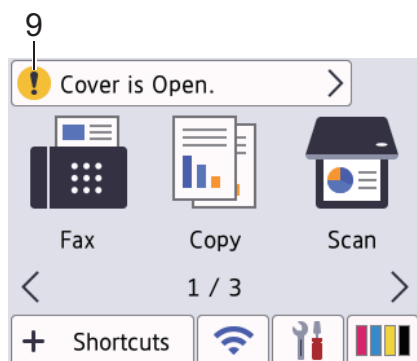 9
Cover is Open.
Fax Copy Scan
1 / 3
+ Shortcuts